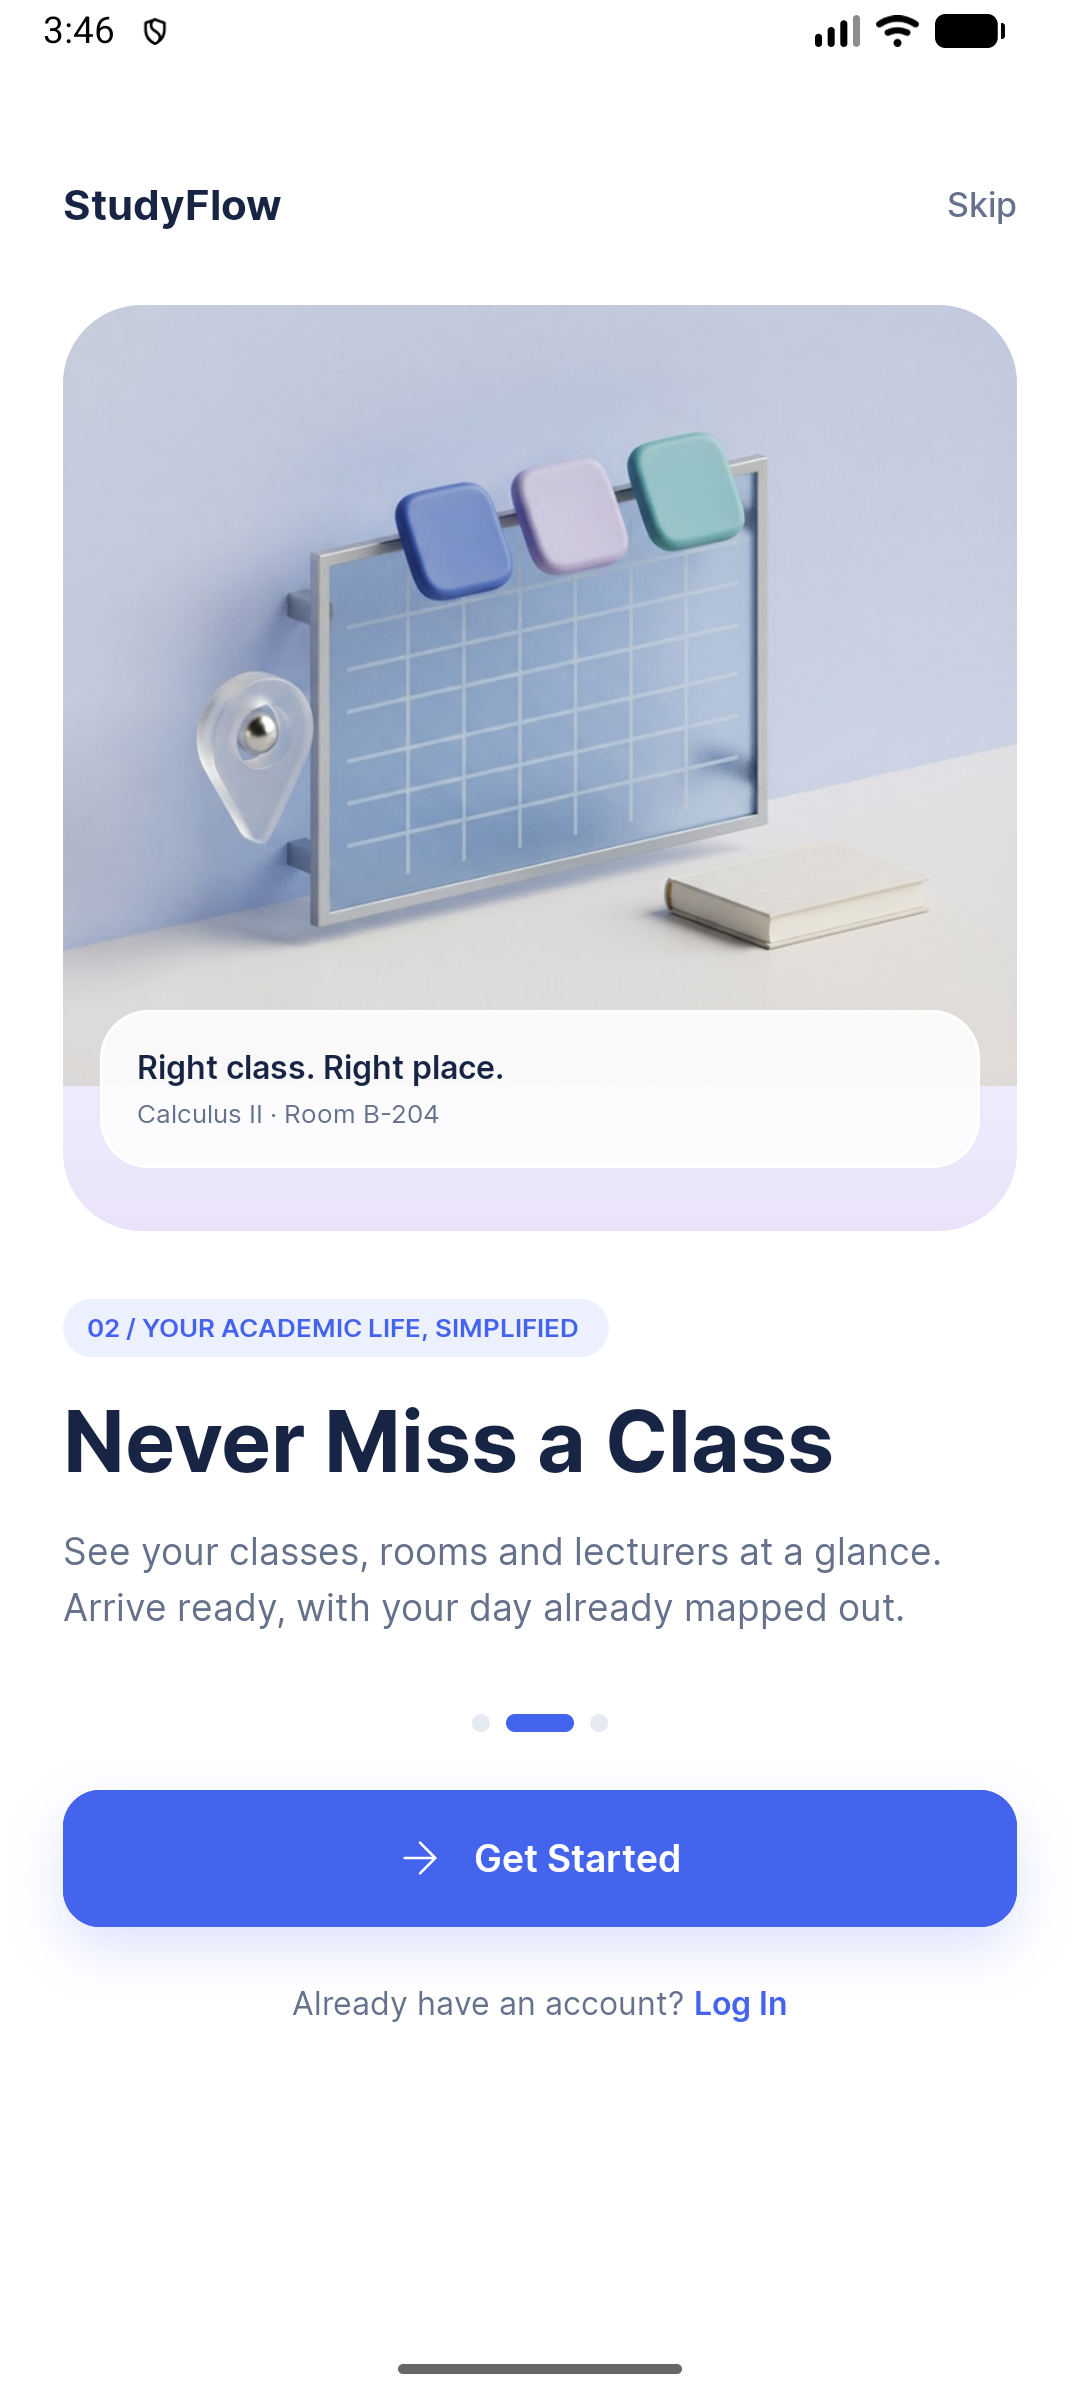 3:46
StudyFlow
Skip
Right class. Right place.
Calculus II · Room B-204
02 / YOUR ACADEMIC LIFE, SIMPLIFIED
Never Miss a Class
See your classes, rooms and lecturers at a glance.
Arrive ready, with your day already mapped out.
Get Started
Already have an account? Log In